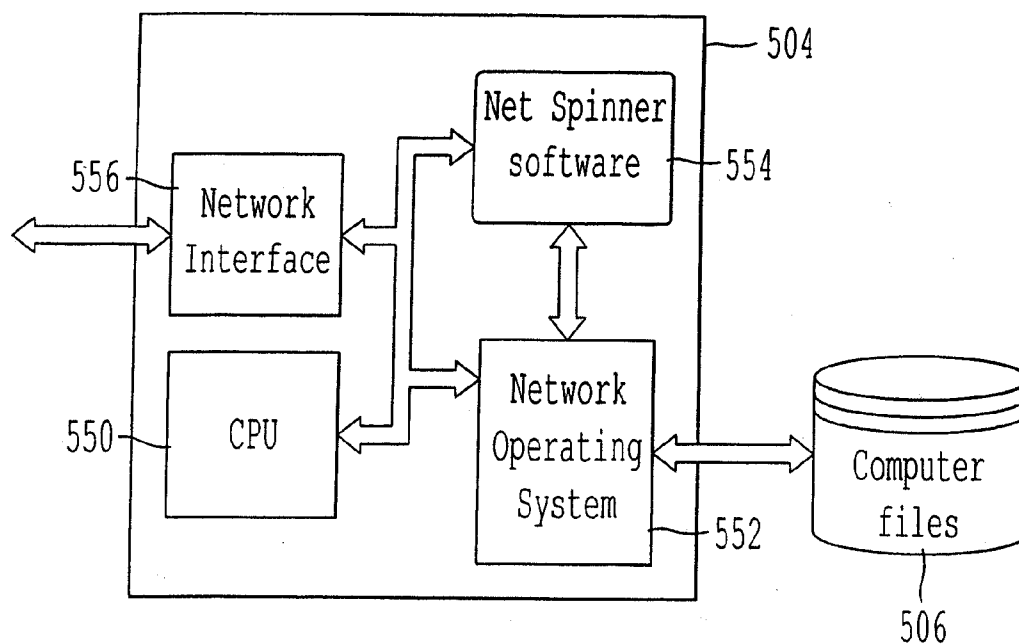 504
Net Spinner
software
554
556
Network
Interface
550
CPU
Network
Operating
System
552
Computer
files
506